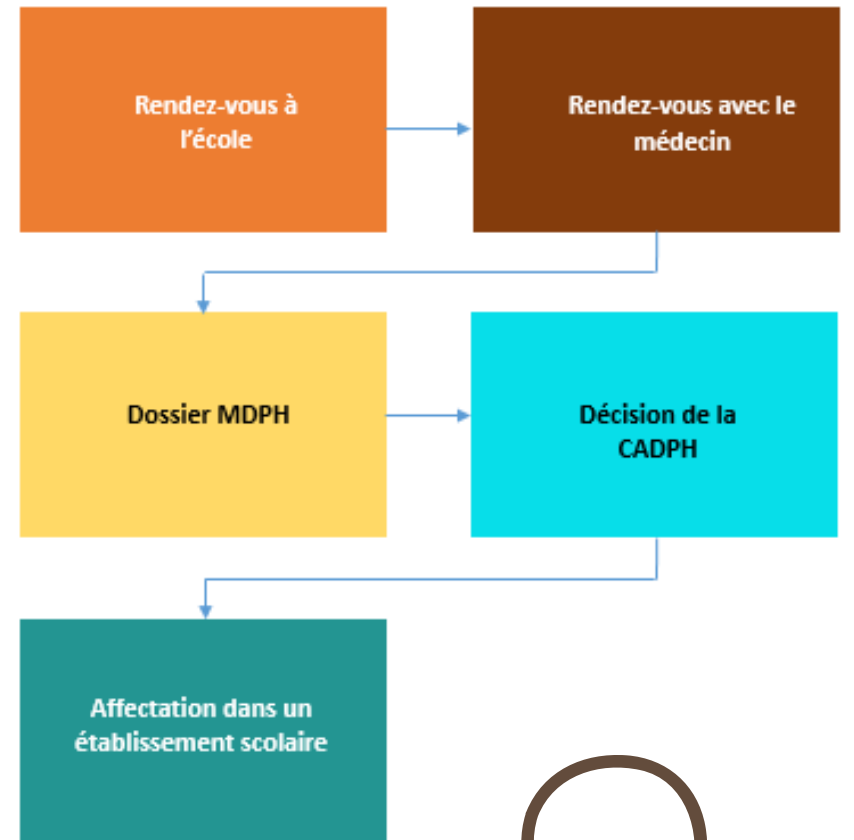 Rendez-vous à
l'école
Rendez-vous avec le
médecin
Dossier MDPH
Décision de la
CADPH
Affectation dans un
établissement scolaire